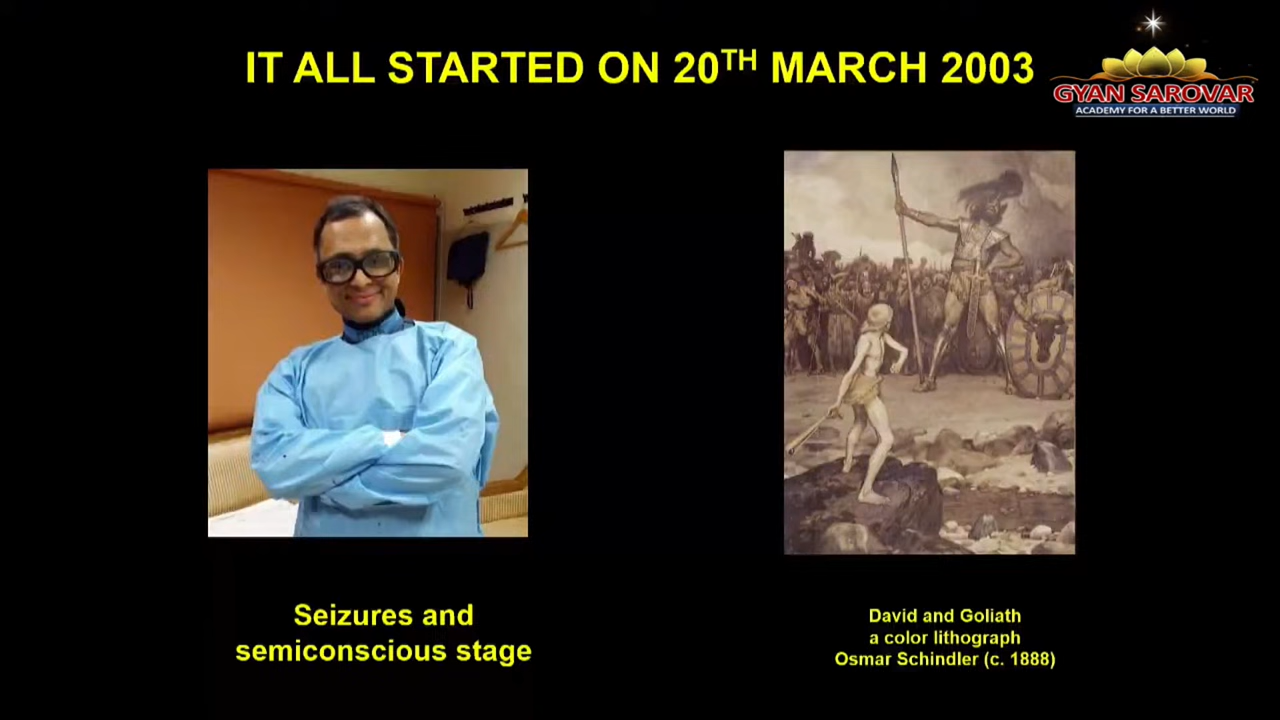 IT ALL STARTED ON 20TH MARCH 2003
GYAN SAROVAR
ACADEMY FOR A BETTER WORLD
Seizures and
semiconscious stage
David and Goliath
a color lithograph
Osmar Schindler (c. 1888)